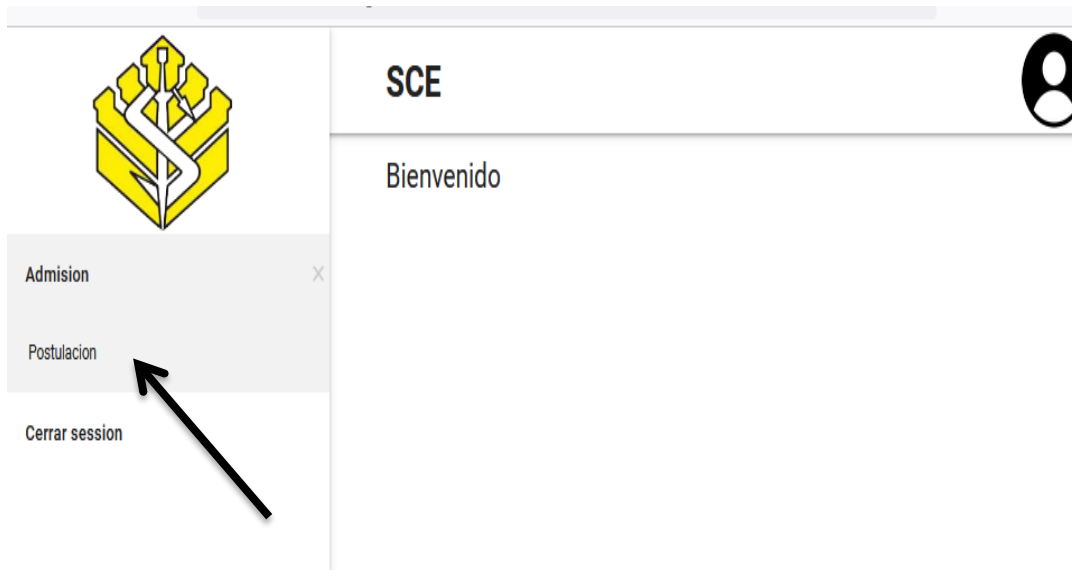 SCE
Bienvenido
Admision
Postulacion
Cerrar session